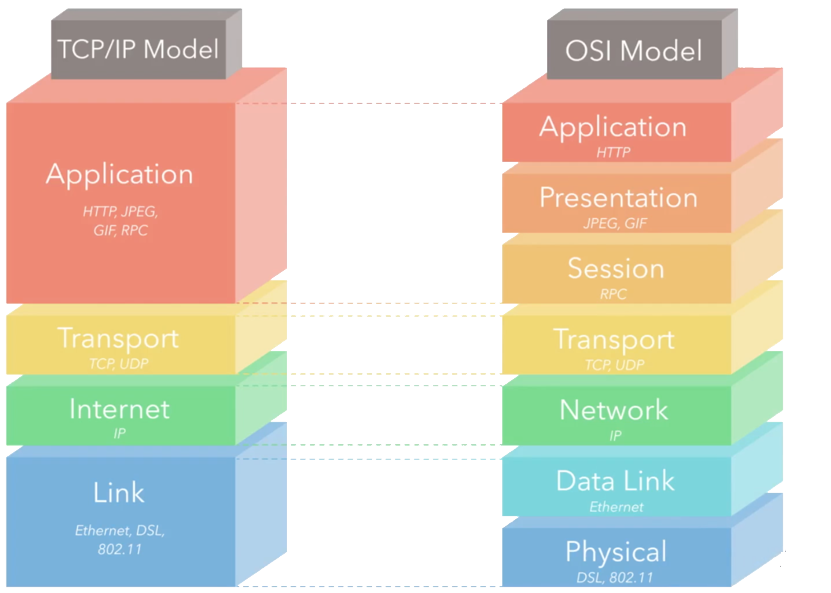 TCP/IP Model
Application
HTTP, JPEG,
GIF, RPC
Transport
TCP, UDP
Internet
IP
Link
Ethernet, DSL,
802.11
OSI Model
Application
HTTP
Presentation
JPEG, GIF
Session
RPC
Transport
TCP, UDP
Network
IP
Data Link
Ethernet
Physical
DSL, 802.11